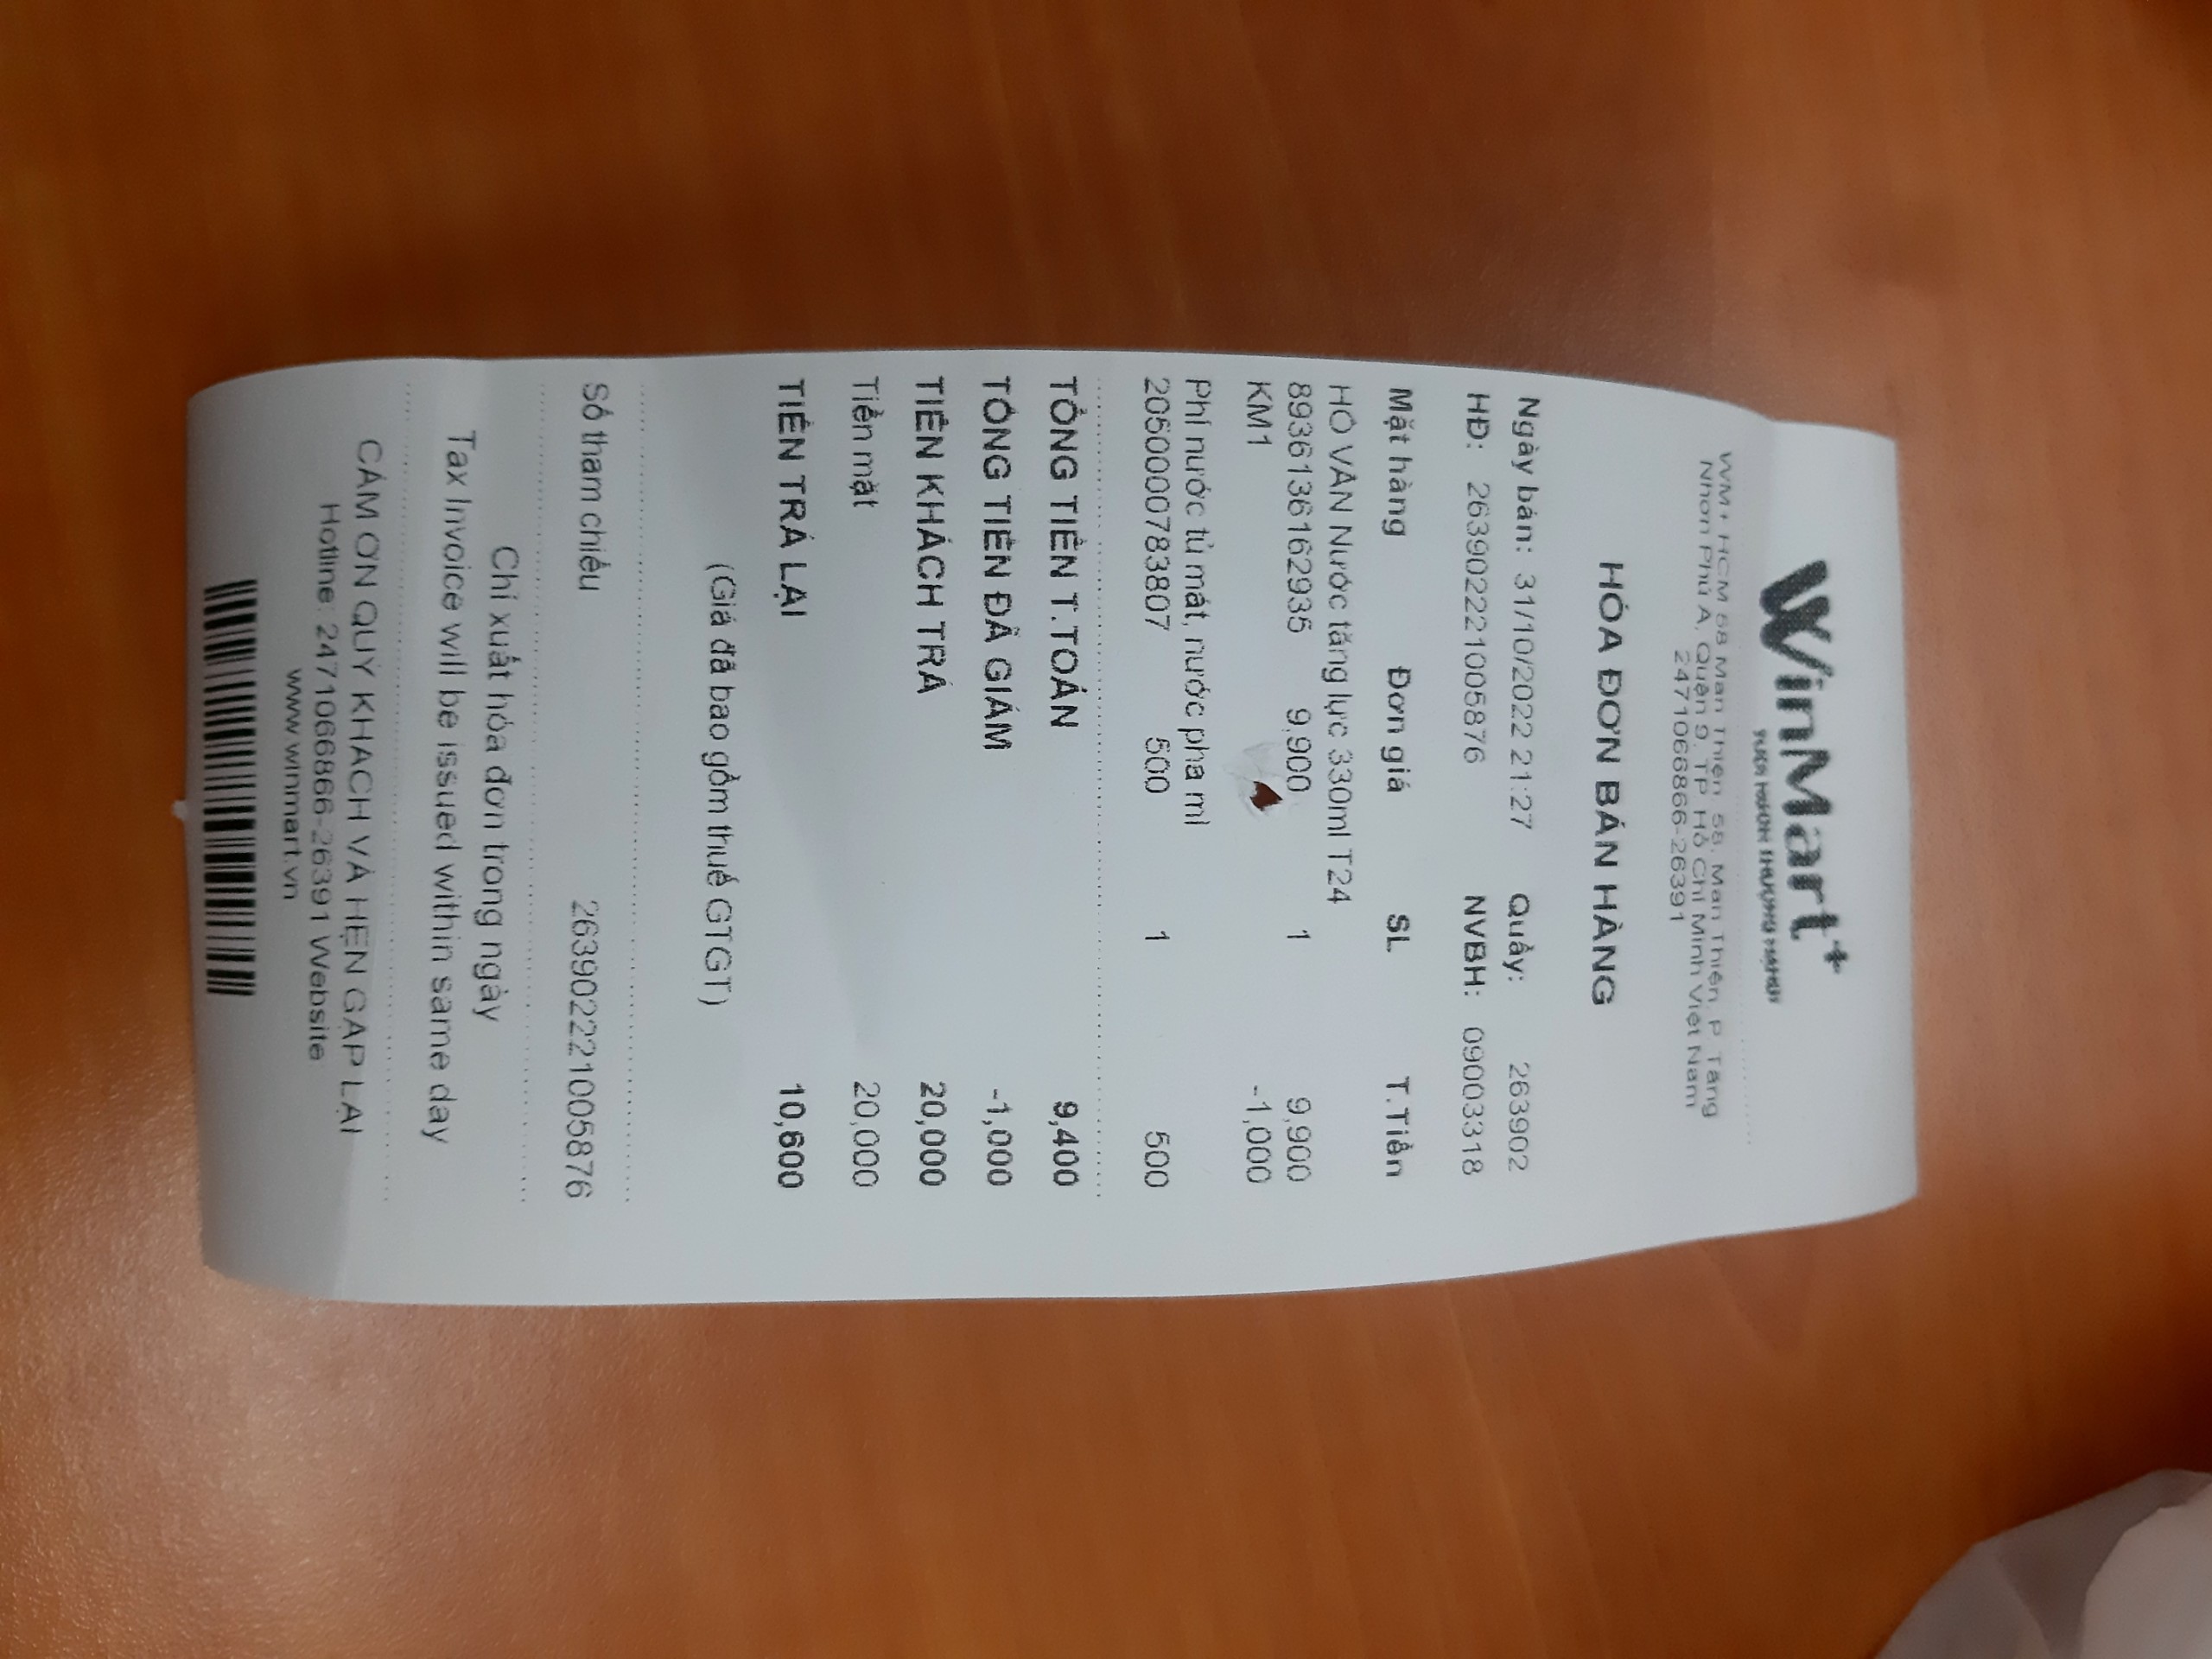 WinMart+
WM+ HCM 58 Man Thiện, 58, Man Thiện, P. Tăng
Nhơn Phú A, Quận 9, TP. Hồ Chí Minh Việt Nam
2471066866-26391
HÓA ĐƠN BÁN HÀNG
Ngày bán: 31/10/2022 21:27 Quầy: 263902
HĐ: 263902221005876 NVBH: 09003318
Mặt hàng Đơn giá SL T.Tiền
HỔ VẰN Nước tăng lực 330ml T24
8936136162935 9,900 1 9,900
KM1 -1,000
Phí nước tủ mát, nước pha mì
2050000783807 500 1 500
TỔNG TIỀN T.TOÁN 9,400
TỔNG TIỀN ĐÃ GIẢM -1,000
TIỀN KHÁCH TRẢ 20,000
Tiền mặt 20,000
TIỀN TRẢ LẠI 10,600
(Giá đã bao gồm thuế GTGT)
Số tham chiếu 263902221005876
Chỉ xuất hóa đơn trong ngày
Tax Invoice will be issued within same day
CẢM ƠN QUÝ KHÁCH VÀ HẸN GẶP LẠI
Hotline: 2471066866-26391 Website
www.winmart.vn